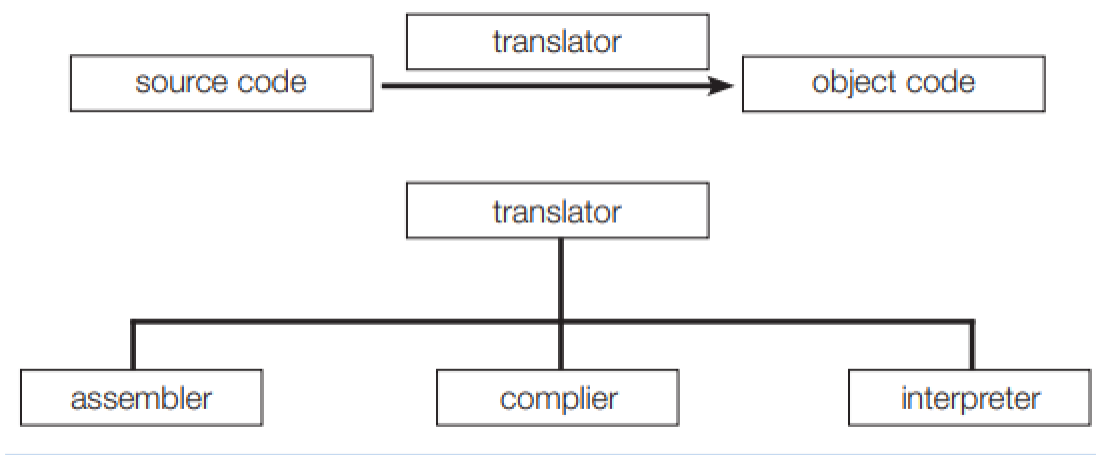 translator
source code
object code
translator
assembler
complier
interpreter